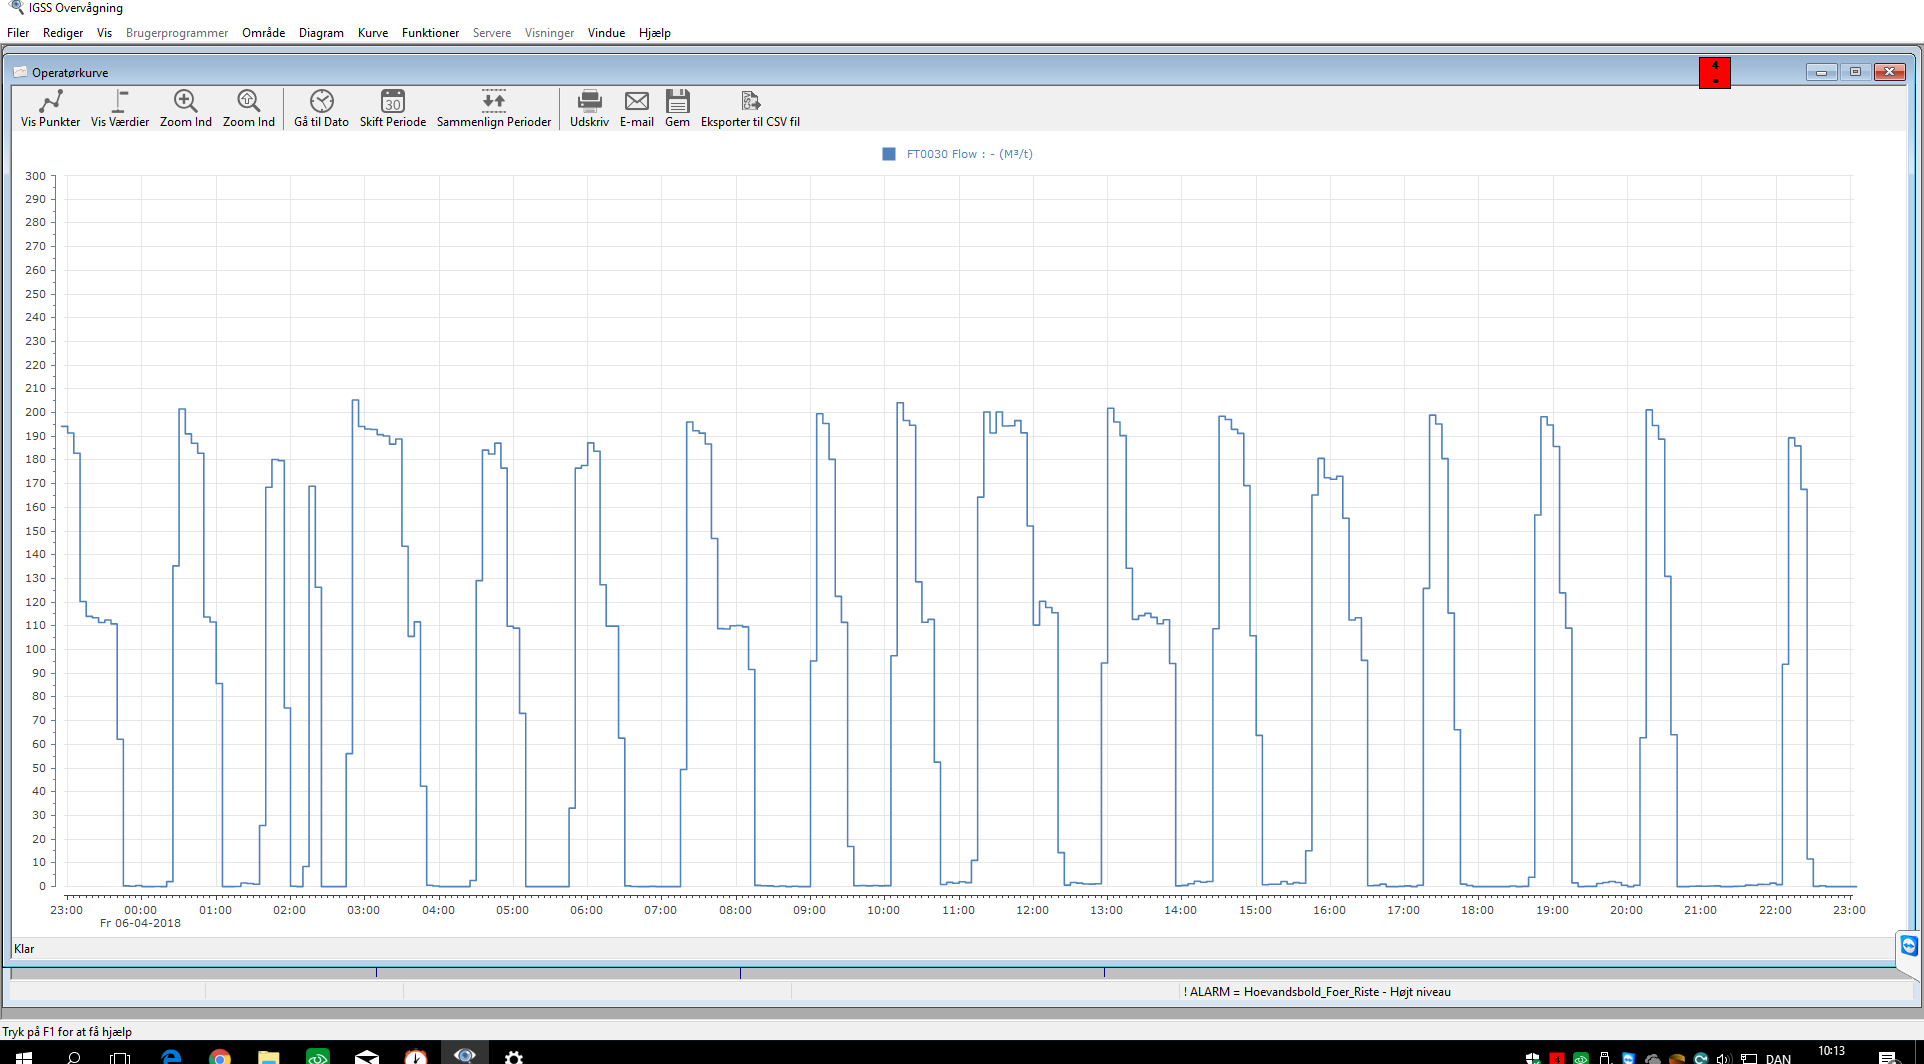 IGSS Overvågning
Filer Rediger Vis Brugerprogrammer Område Diagram Kurve Funktioner Servere Visninger Vindue Hjælp
Operatørkurve
4
30 CSV
Vis Punkter Vis Værdier Zoom Ind Zoom Ind Gå til Dato Skift Periode Sammenlign Perioder Udskriv E-mail Gem Eksporter til CSV fil
FT0030 Flow : - (M³/t)
300
290
280
270
260
250
240
230
220
210
200
190
180
170
160
150
140
130
120
110
100
90
80
70
60
50
40
30
20
10
0
23:00 00:00 01:00 02:00 03:00 04:00 05:00 06:00 07:00 08:00 09:00 10:00 11:00 12:00 13:00 14:00 15:00 16:00 17:00 18:00 19:00 20:00 21:00 22:00 23:00
Fr 06-04-2018
Klar
! ALARM = Hoevandsbold_Foer_Riste - Højt niveau
Tryk på F1 for at få hjælp
4 DAN 10:13